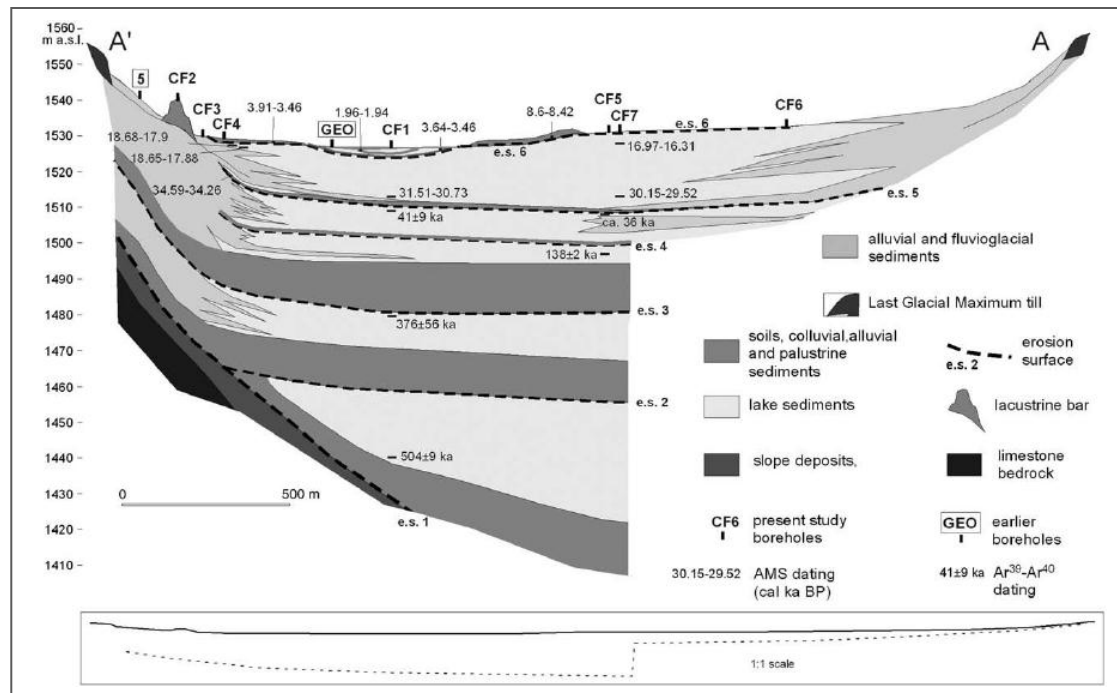 1560
m a.s.l.
1550
1540
1530
1520
1510
1500
1490
1480
1470
1460
1450
1440
1430
1420
1410
A'
A
5
CF2
CF3
CF4
3.91-3.46
1.96-1.94
GEO
CF1
3.64-3.46
8.6-8.42
CF5
CF7
CF6
e.s. 6
e.s. 6
18.68-17.9
18.65-17.88
34.59-34.26
16.97-16.31
31.51-30.73
30.15-29.52
41±9 ka
ca. 36 ka
e.s. 5
e.s. 4
138±2 ka
e.s. 3
376±56 ka
e.s. 2
504±9 ka
e.s. 1
0
500 m
alluvial and fluvioglacial
sediments
Last Glacial Maximum till
soils, colluvial,alluvial
and palustrine
sediments
erosion
surface
e.s. 2
lake sediments
lacustrine bar
slope deposits,
limestone
bedrock
CF6
present study
boreholes
GEO
earlier
boreholes
30.15-29.52
AMS dating
(cal ka BP)
41±9 ka
Ar39-Ar40
dating
1:1 scale